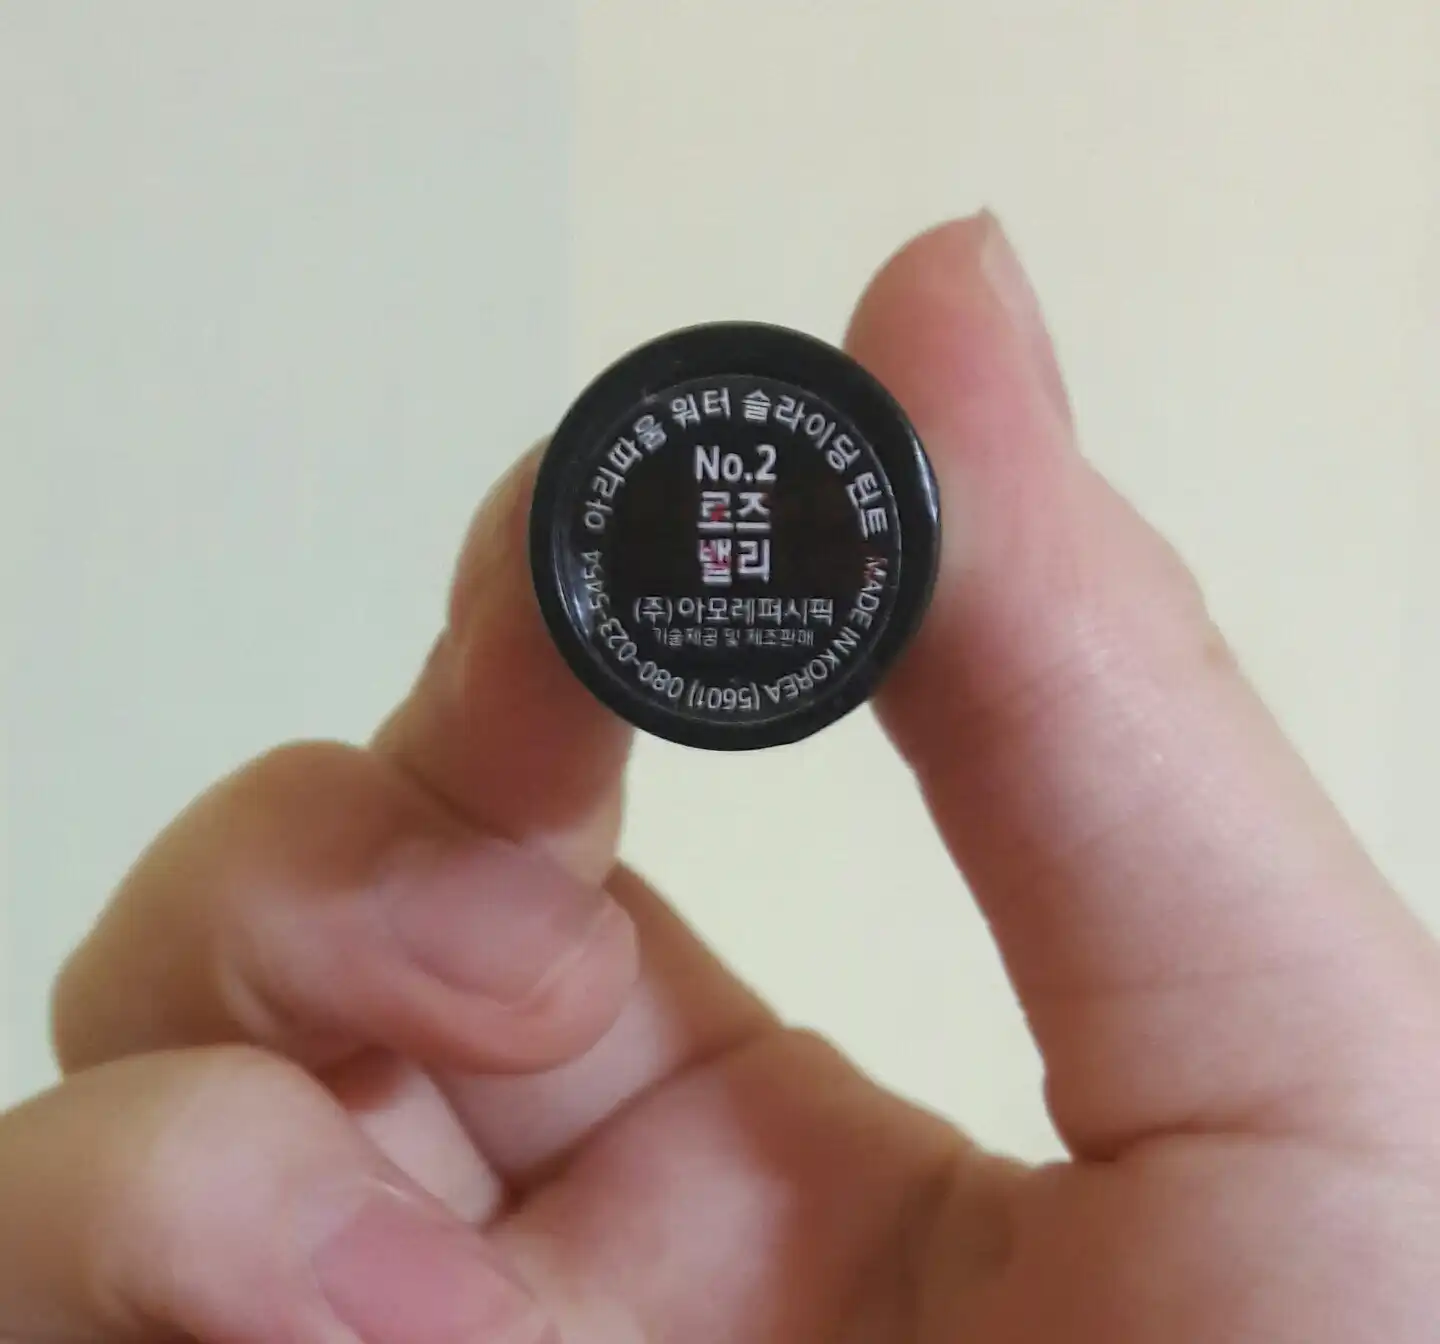 아리따움 워터 슬라이딩 틴트
No.2
로즈
밸리
(주)아모레퍼시픽
기술제공 및 제조판매
MADE IN KOREA (5601) 080-023-5454